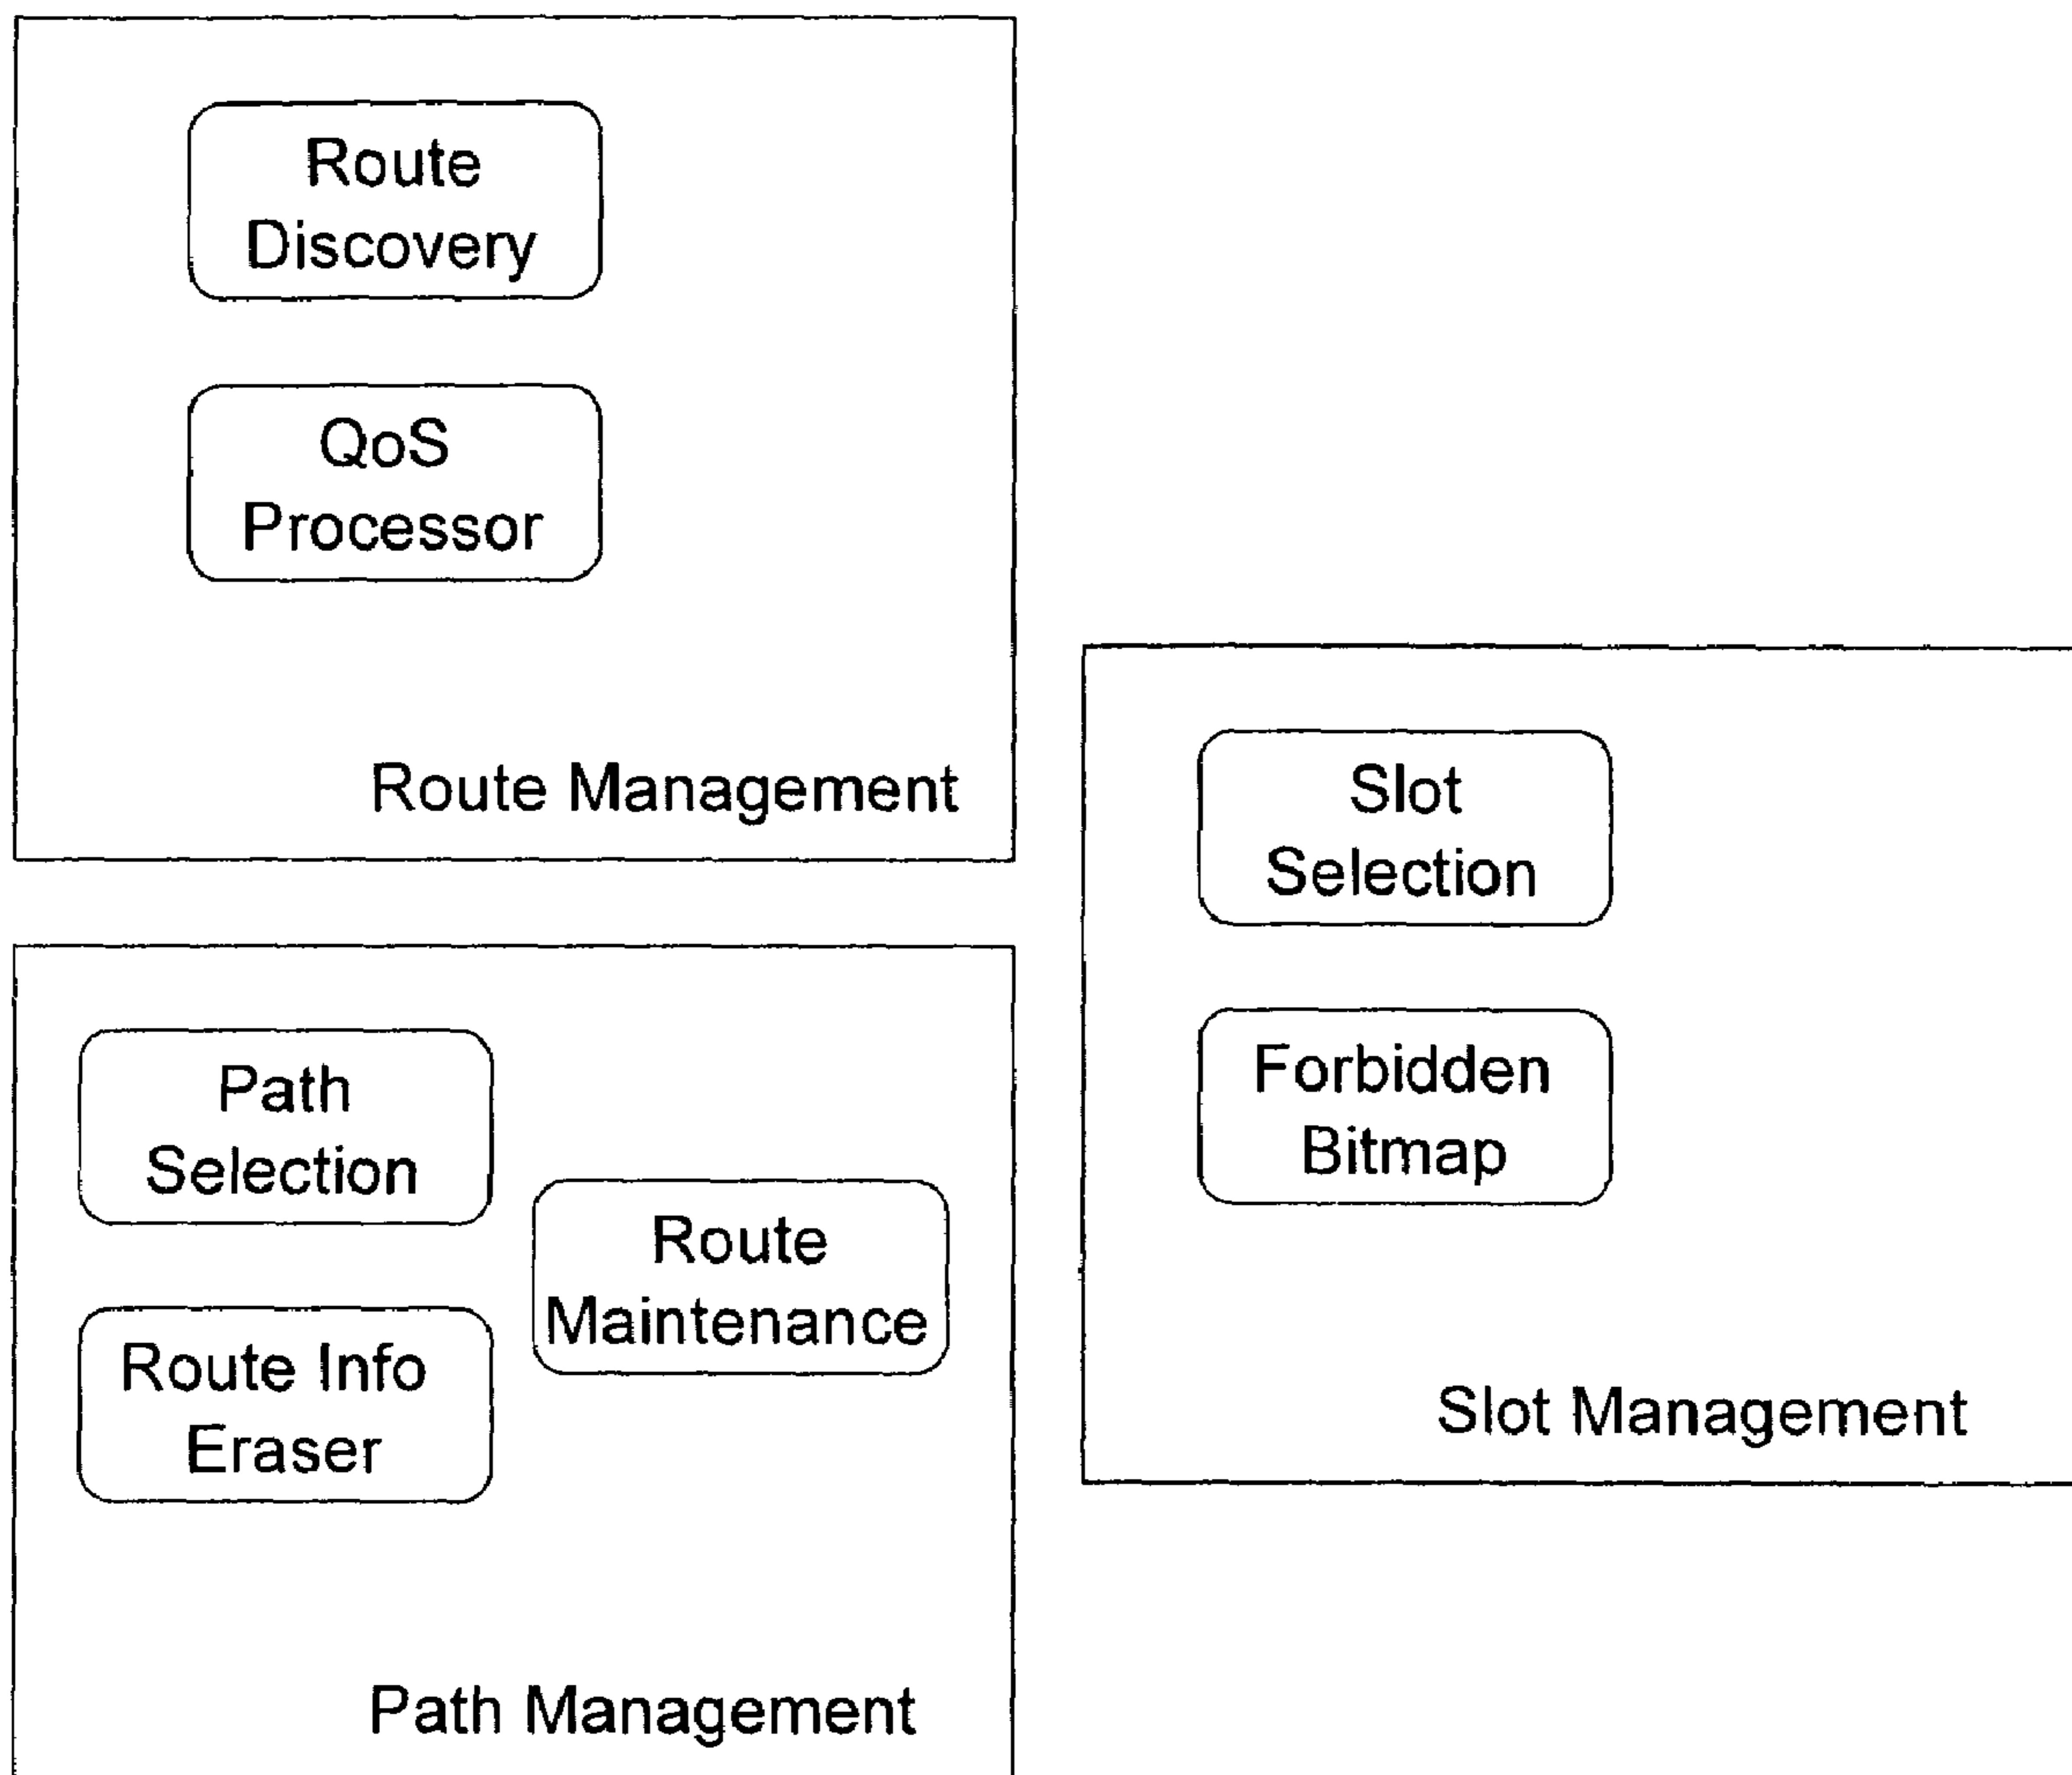 Route
Discovery
QoS
Processor
Route Management
Path
Selection
Route
Maintenance
Route Info
Eraser
Path Management
Slot
Selection
Forbidden
Bitmap
Slot Management